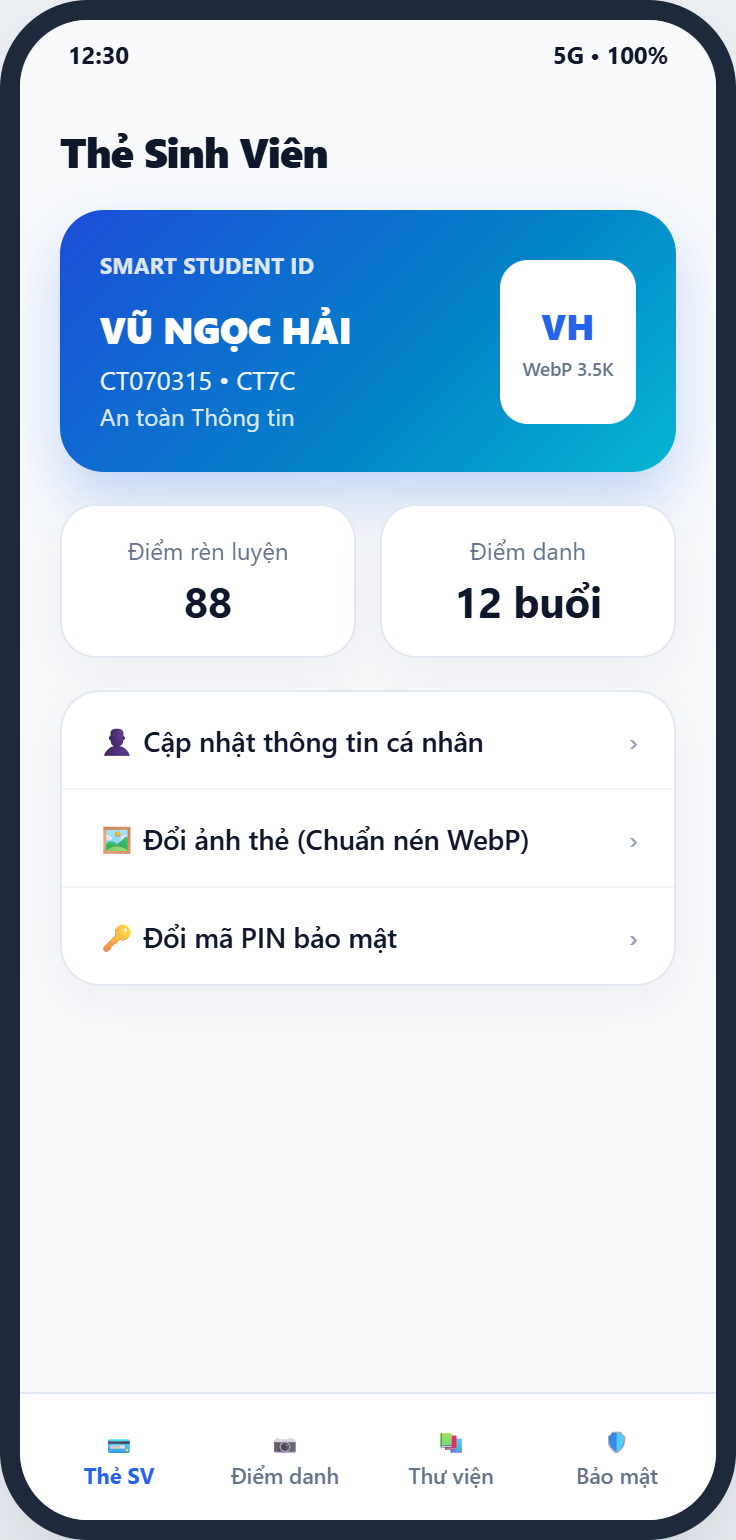 12:30
5G • 100%
Thẻ Sinh Viên
SMART STUDENT ID
VŨ NGỌC HẢI
CT070315 • CT7C
An toàn Thông tin
VH
WebP 3.5K
Điểm rèn luyện
88
Điểm danh
12 buổi
Cập nhật thông tin cá nhân ›
Đổi ảnh thẻ (Chuẩn nén WebP) ›
Đổi mã PIN bảo mật ›
Thẻ SV
Điểm danh
Thư viện
Bảo mật